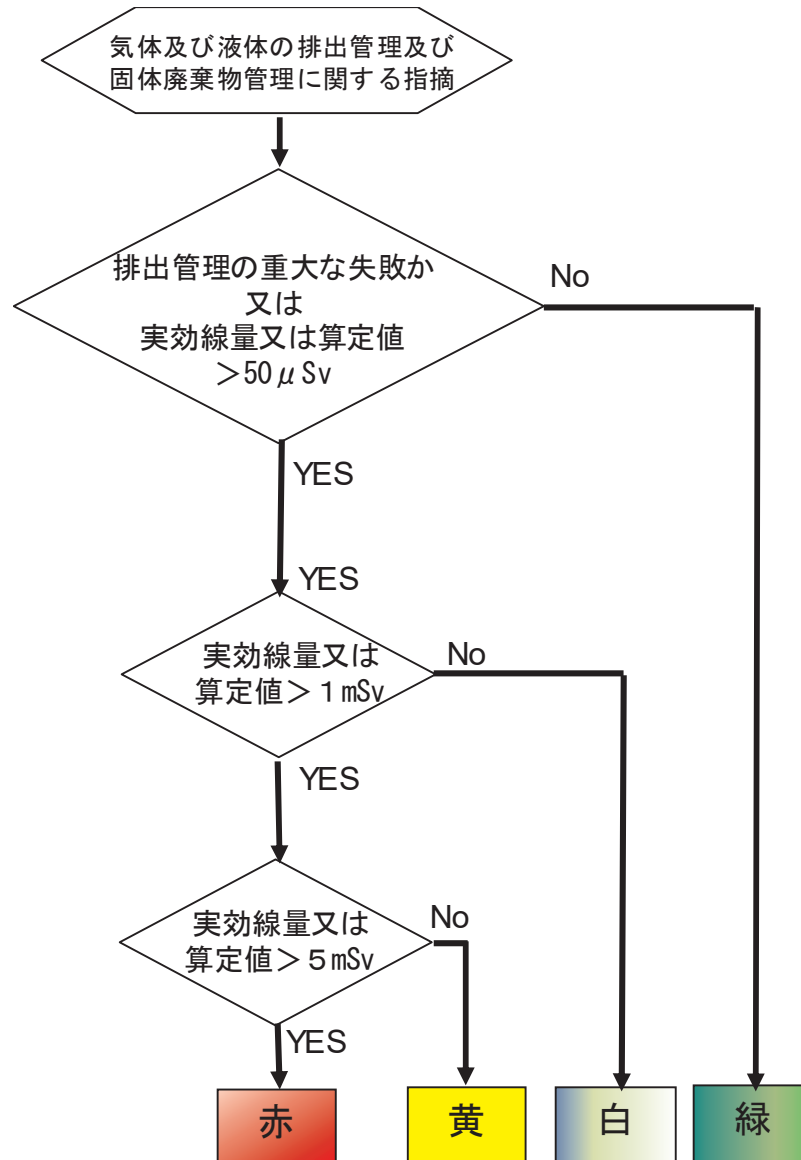 気体及び液体の排出管理及び
固体廃棄物管理に関する指摘
排出管理の重大な失敗か
又は
実効線量又は算定値
＞50μSv
No
YES
YES
実効線量又は
算定値＞１mSv
No
YES
実効線量又は
算定値＞５mSv
No
YES
赤
黄
白
緑